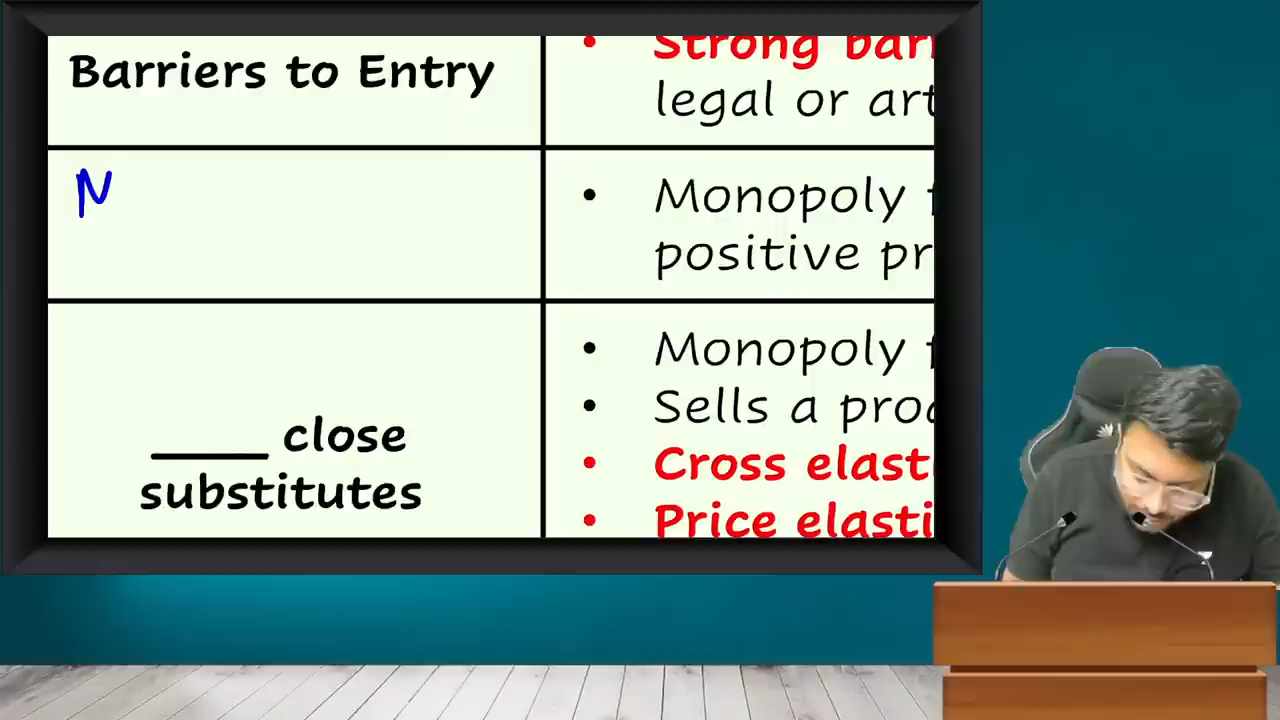 Barriers to Entry
• Strong bar
legal or art
N
• Monopoly
positive pr
_____ close
substitutes
• Monopoly
• Sells a prod
• Cross elast
• Price elasti